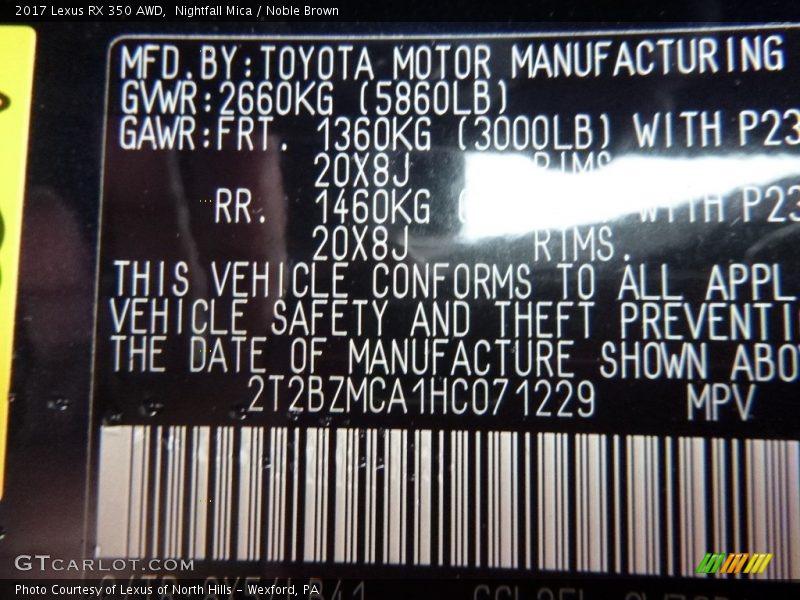 2017 Lexus RX 350 AWD,  Nightfall Mica / Noble Brown
MFD.BY:TOYOTA MOTOR MANUFACTURING
GVWR:2660KG (5860LB)
GAWR:FRT. 1360KG (3000LB) WITH P23
20X8J RIMS
RR. 1460KG ( WITH P23
20X8J RIMS.
THIS VEHICLE CONFORMS TO ALL APPL
VEHICLE SAFETY AND THEFT PREVENTI
THE DATE OF MANUFACTURE SHOWN ABO
2T2BZMCA1HC071229 MPV
GTCARLOT.COM
Photo Courtesy of Lexus of North Hills - Wexford, PA